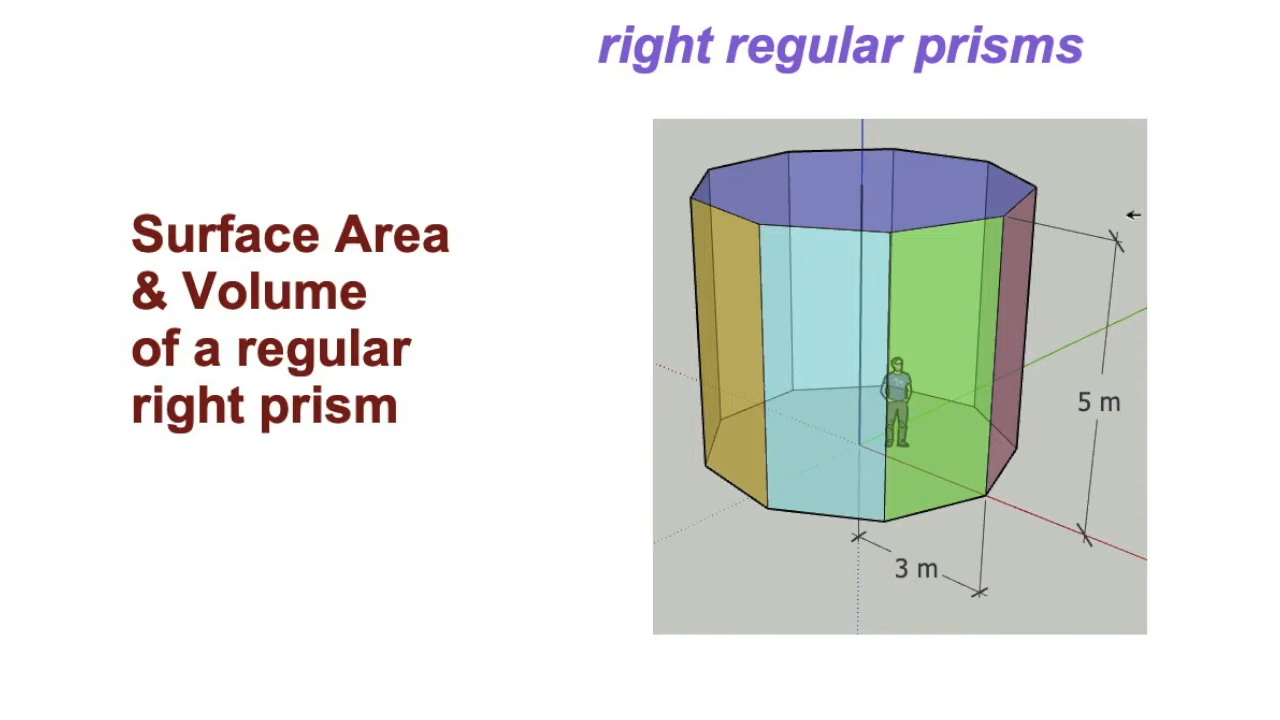 right regular prisms
Surface Area
& Volume
of a regular
right prism
5 m
3 m